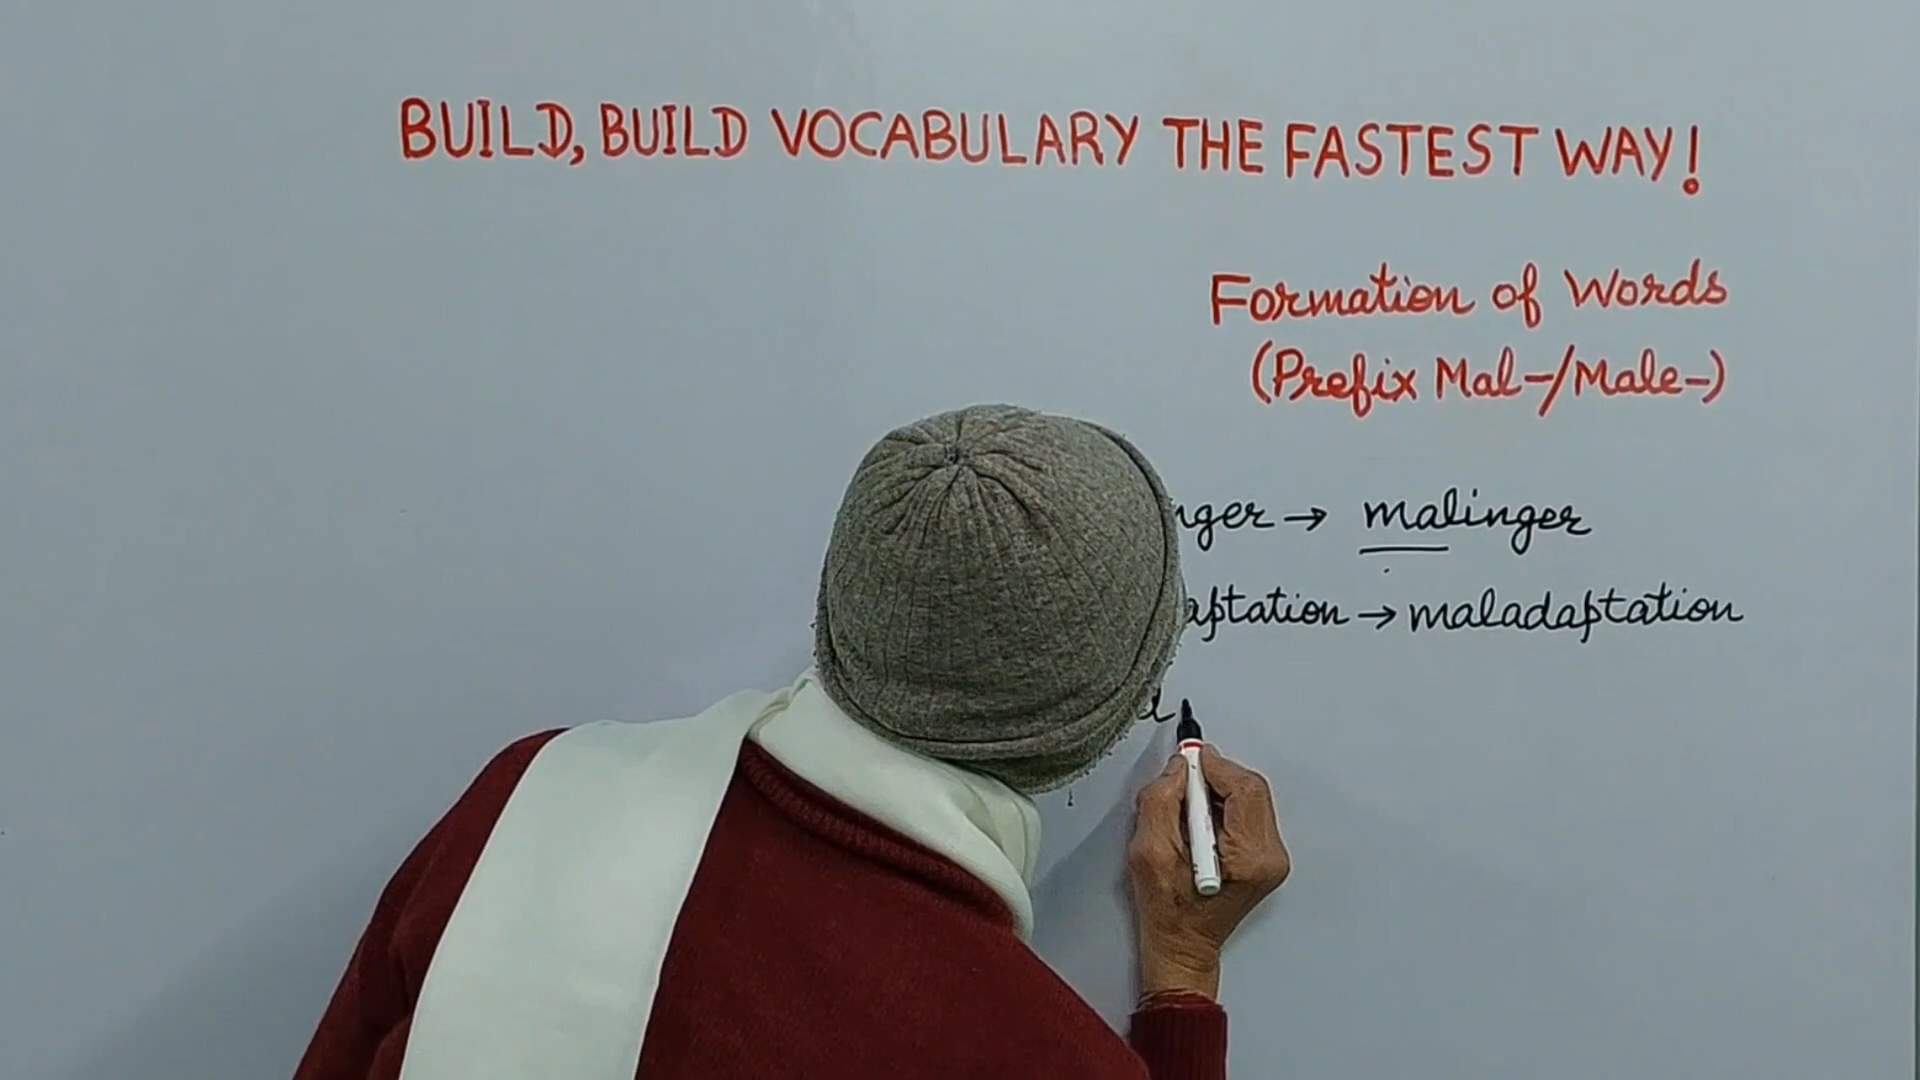 BUILD, BUILD VOCABULARY THE FASTEST WAY!
Formation of Words
(Prefix Mal-/Male-)
nger → malinger
aptation → maladaptation